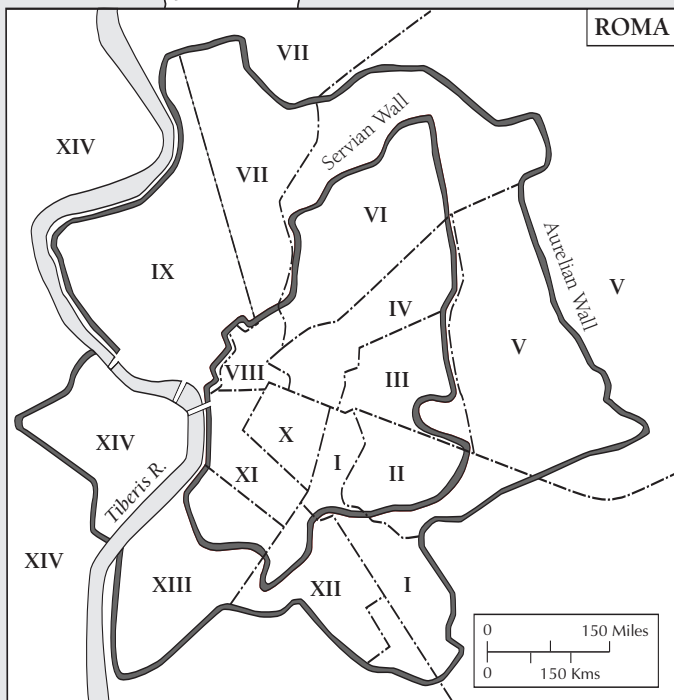 ROMA
VII
XIV
Servian Wall
VII
VI
IX
Aurelian Wall
V
IV
V
VIII
III
X
XIV
I
XI
II
Tiberis R.
XIV
XIII
XII
I
0 150 Miles
0 150 Kms